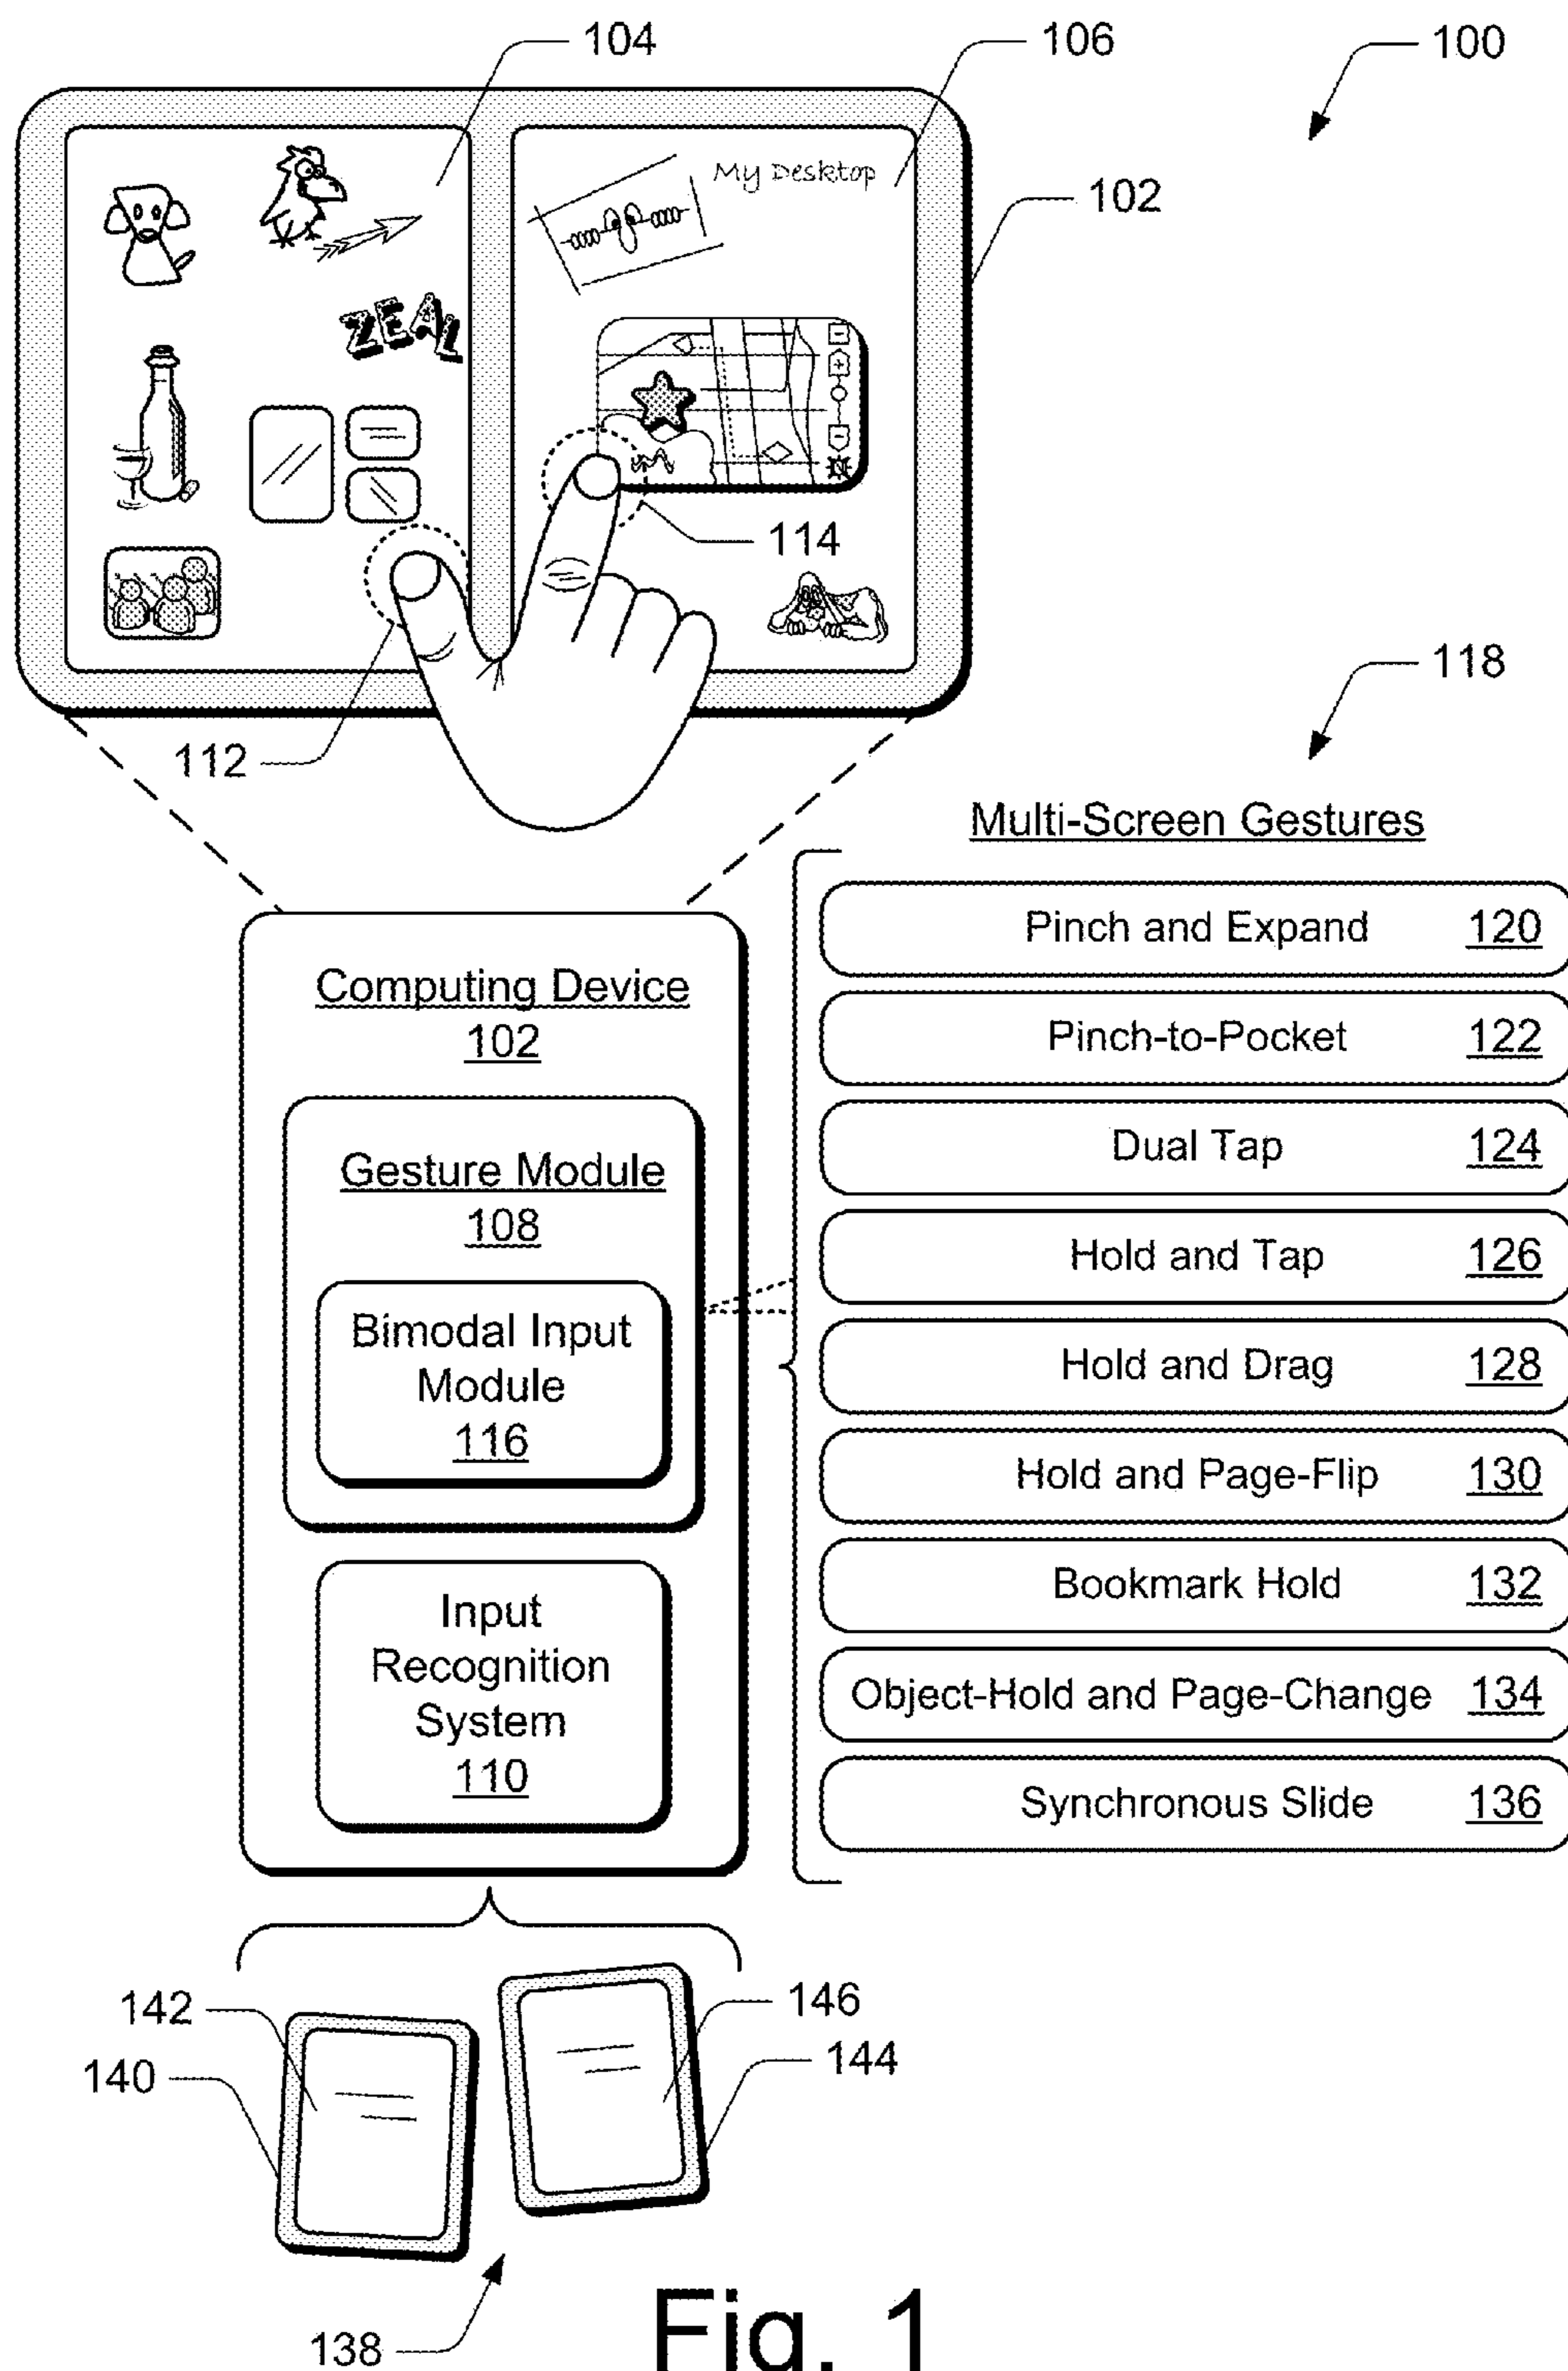 104
106
100
My Desktop
102
ZEAL
114
112
118
Multi-Screen Gestures
Pinch and Expand 120
Pinch-to-Pocket 122
Dual Tap 124
Hold and Tap 126
Hold and Drag 128
Hold and Page-Flip 130
Bookmark Hold 132
Object-Hold and Page-Change 134
Synchronous Slide 136
Computing Device
102
Gesture Module
108
Bimodal Input
Module
116
Input
Recognition
System
110
142
146
140
144
138
Fig. 1